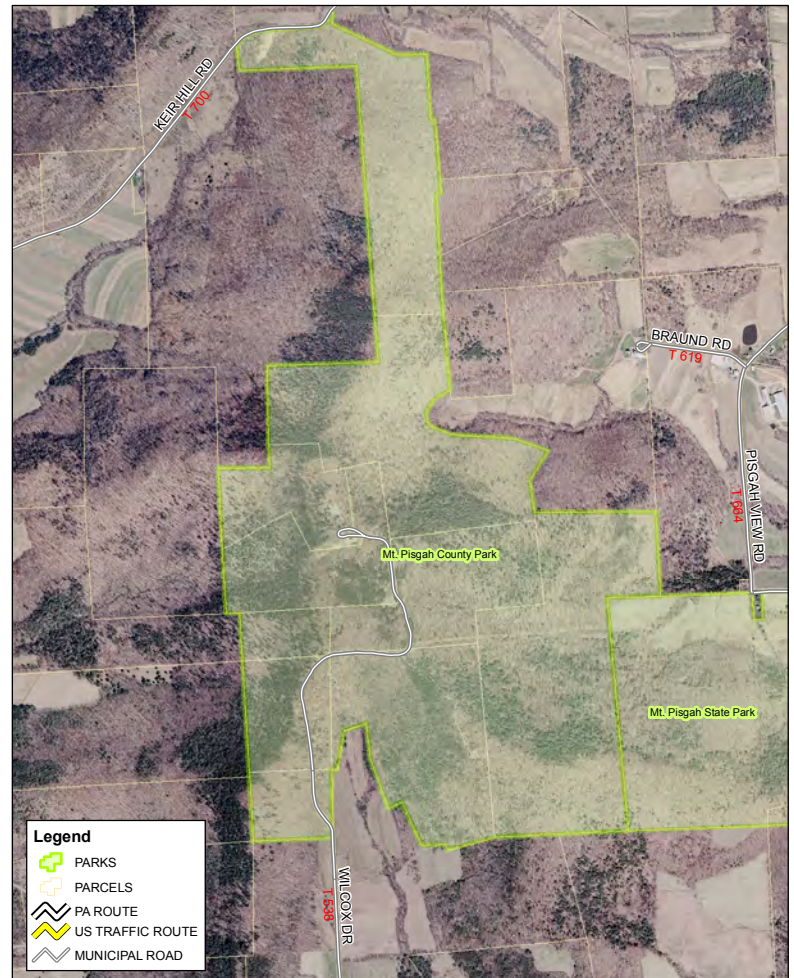 KEIR HILL RD
T 700
BRAUND RD
T 619
PISGAH VIEW RD
T 664
Mt. Pisgah County Park
Mt. Pisgah State Park
WILCOX DR
T 538
Legend
PARKS
PARCELS
PA ROUTE
US TRAFFIC ROUTE
MUNICIPAL ROAD